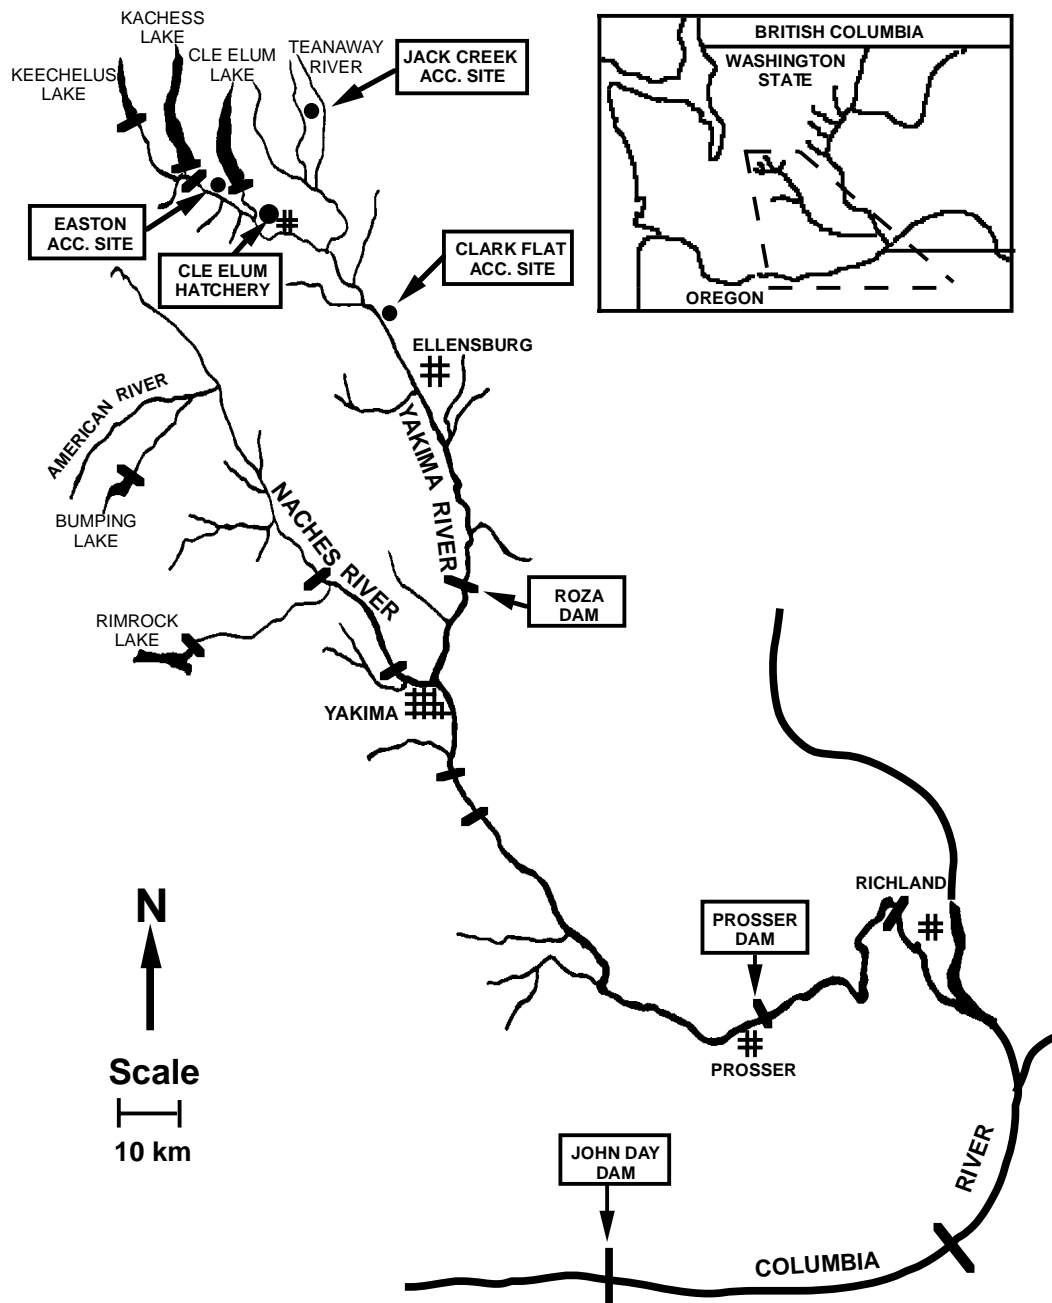 KACHESS
LAKE
CLE ELUM
LAKE
TEANAWAY
RIVER
JACK CREEK
ACC. SITE
KEECHELUS
LAKE
BRITISH COLUMBIA
WASHINGTON
STATE
OREGON
EASTON
ACC. SITE
CLE ELUM
HATCHERY
CLARK FLAT
ACC. SITE
ELLENSBURG
AMERICAN RIVER
YAKIMA RIVER
BUMPING
LAKE
NACHES RIVER
ROZA
DAM
RIMROCK
LAKE
YAKIMA
RICHLAND
N
PROSSER
DAM
PROSSER
Scale
10 km
JOHN DAY
DAM
COLUMBIA
RIVER